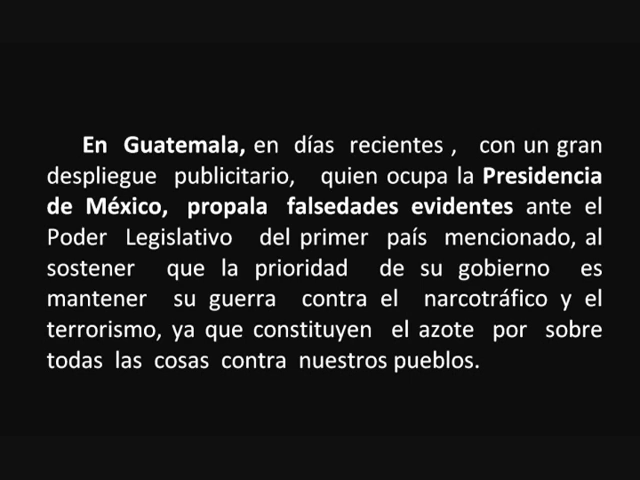 En Guatemala, en días recientes , con un gran
despliegue publicitario, quien ocupa la Presidencia
de México, propala falsedades evidentes ante el
Poder Legislativo del primer país mencionado, al
sostener que la prioridad de su gobierno es
mantener su guerra contra el narcotráfico y el
terrorismo, ya que constituyen el azote por sobre
todas las cosas contra nuestros pueblos.